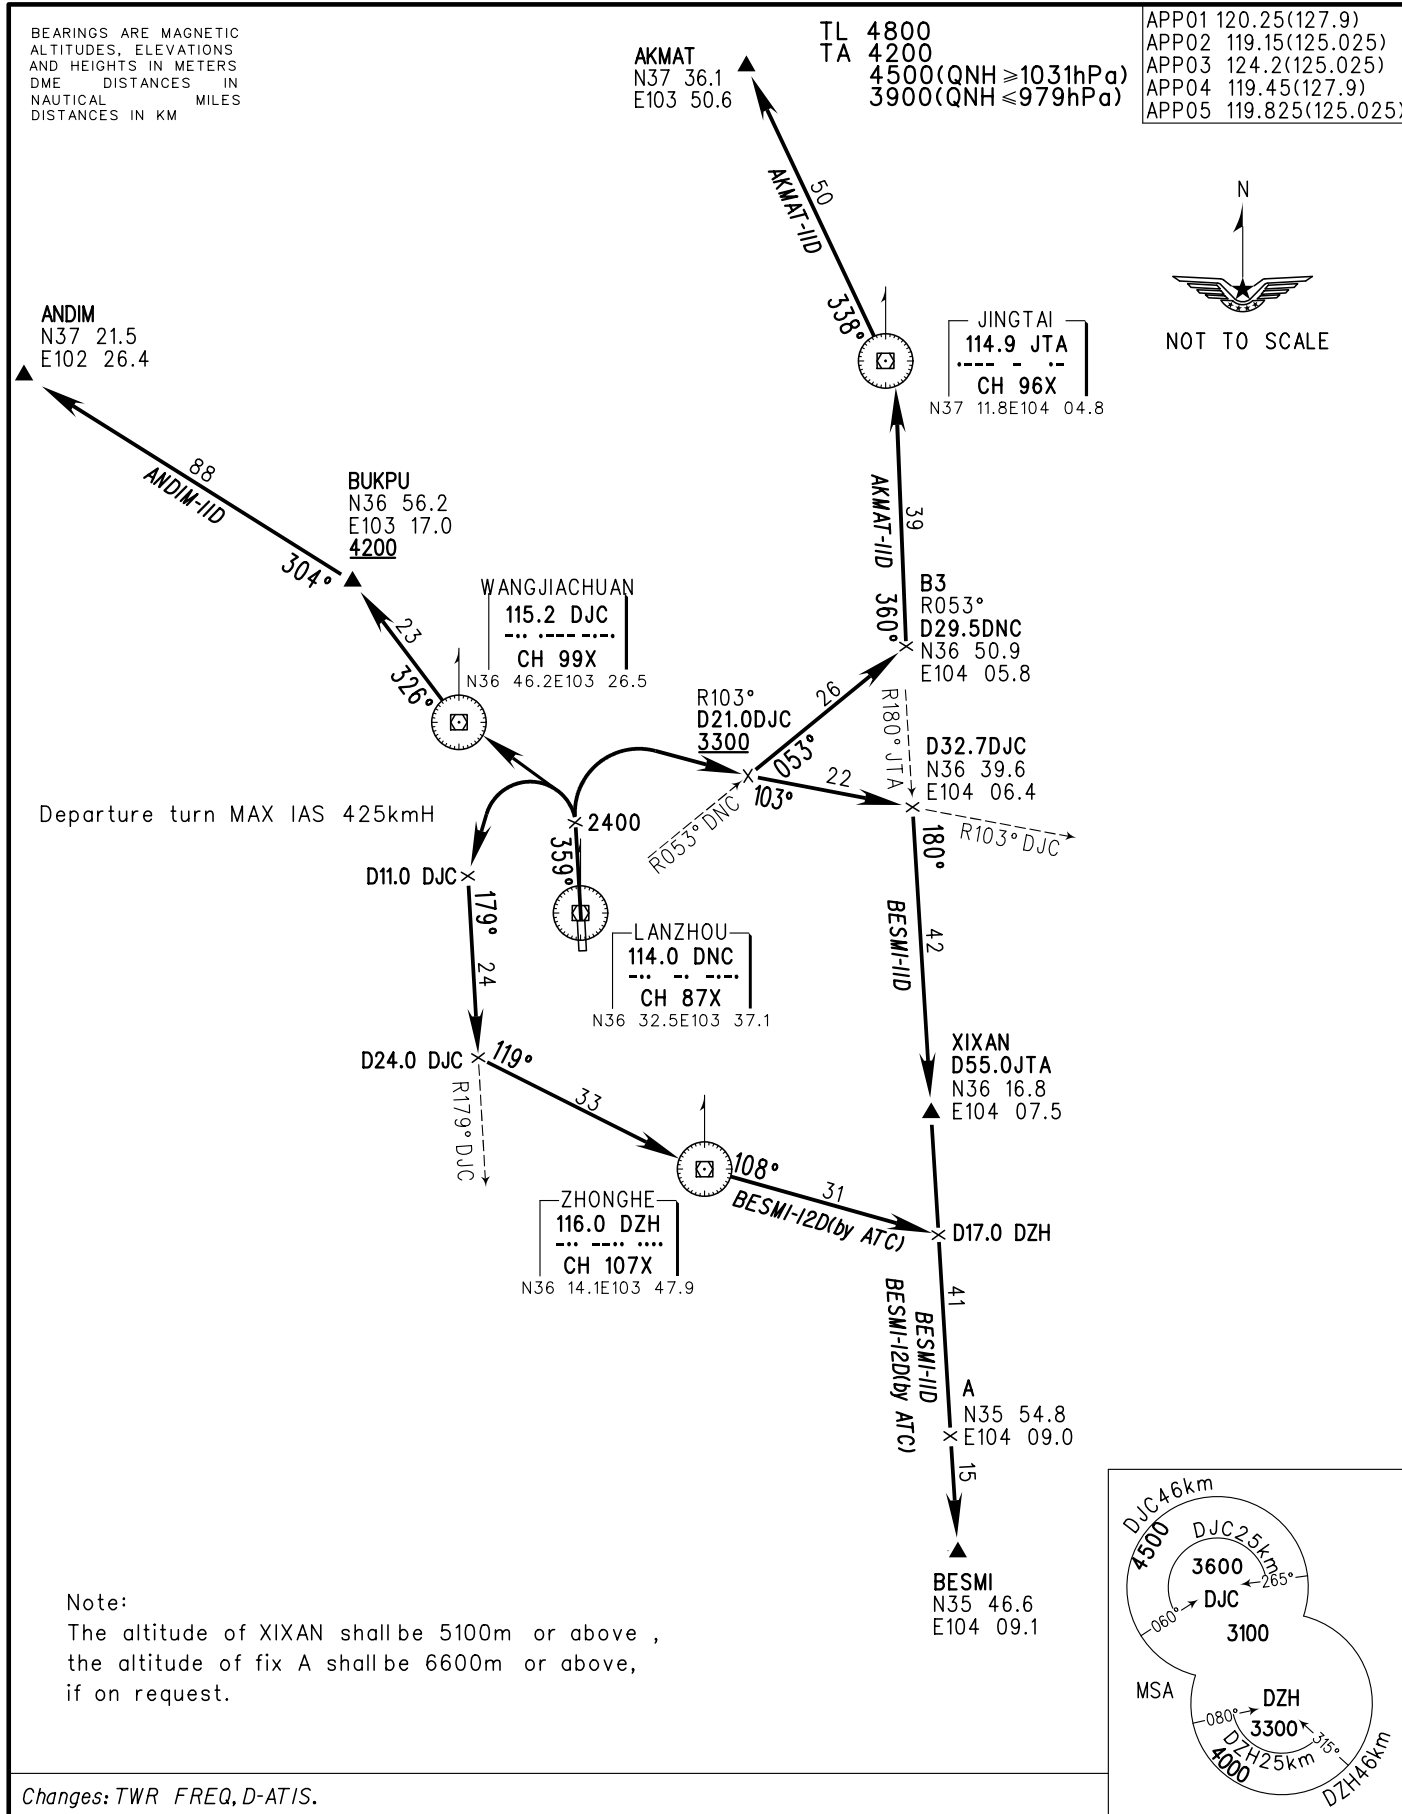 BEARINGS ARE MAGNETIC
ALTITUDES, ELEVATIONS
AND HEIGHTS IN METERS
DME DISTANCES IN
NAUTICAL MILES
DISTANCES IN KM
AKMAT
N37 36.1
E103 50.6
TL 4800
TA 4200
4500(QNH ≥1031hPa)
3900(QNH ≤979hPa)
APP01 120.25(127.9)
APP02 119.15(125.025)
APP03 124.2(125.025)
APP04 119.45(127.9)
APP05 119.825(125.025)
N
NOT TO SCALE
50
AKMAT-11D
338°
JINGTAI
114.9 JTA
CH 96X
N37 11.8E104 04.8
ANDIM
N37 21.5
E102 26.4
88
ANDIM-11D
304°
BUKPU
N36 56.2
E103 17.0
4200
23
326°
WANGJIACHUAN
115.2 DJC
CH 99X
N36 46.2E103 26.5
39
AKMAT-11D
360°
B3
R053°
D29.5DNC
N36 50.9
E104 05.8
R103°
D21.0DJC
3300
26
053°
22
103°
R053° DNC
R180° JTA
D32.7DJC
N36 39.6
E104 06.4
R103° DJC
180°
Departure turn MAX IAS 425kmH
2400
359°
D11.0 DJC
179°
24
LANZHOU
114.0 DNC
CH 87X
N36 32.5E103 37.1
42
BESMI-11D
D24.0 DJC
119°
R179° DJC
33
XIXAN
D55.0JTA
N36 16.8
E104 07.5
108°
31
BESMI-12D(by ATC)
ZHONGHE
116.0 DZH
CH 107X
N36 14.1E103 47.9
D17.0 DZH
41
BESMI-11D
BESMI-12D(by ATC)
A
N35 54.8
E104 09.0
15
BESMI
N35 46.6
E104 09.1
Note:
The altitude of XIXAN shall be 5100m or above ,
the altitude of fix A shall be 6600m or above,
if on request.
DJC46km
4500
DJC25km
3600
265°
DJC
060°
3100
MSA
DZH
080°
3300
315°
DZH25km
4000
DZH46km
Changes: TWR FREQ, D-ATIS.